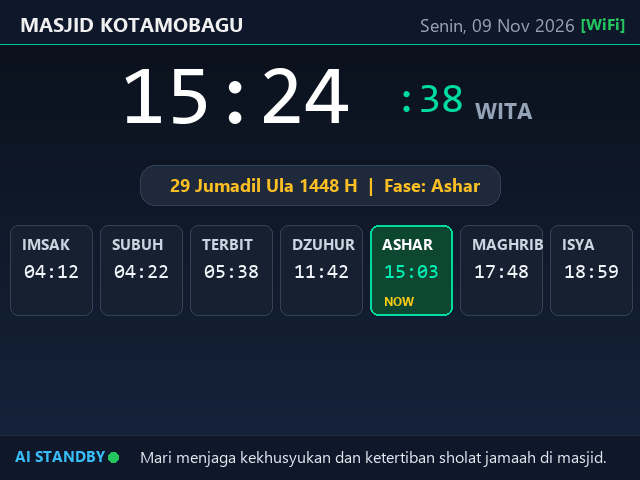 MASJID KOTAMOBAGU Senin, 09 Nov 2026 [WiFi]
15:24 :38 WITA
29 Jumadil Ula 1448 H | Fase: Ashar
IMSAK SUBUH TERBIT DZUHUR ASHAR MAGHRIB ISYA
04:12 04:22 05:38 11:42 15:03 17:48 18:59
NOW
AI STANDBY Mari menjaga kekhusyukan dan ketertiban sholat jamaah di masjid.